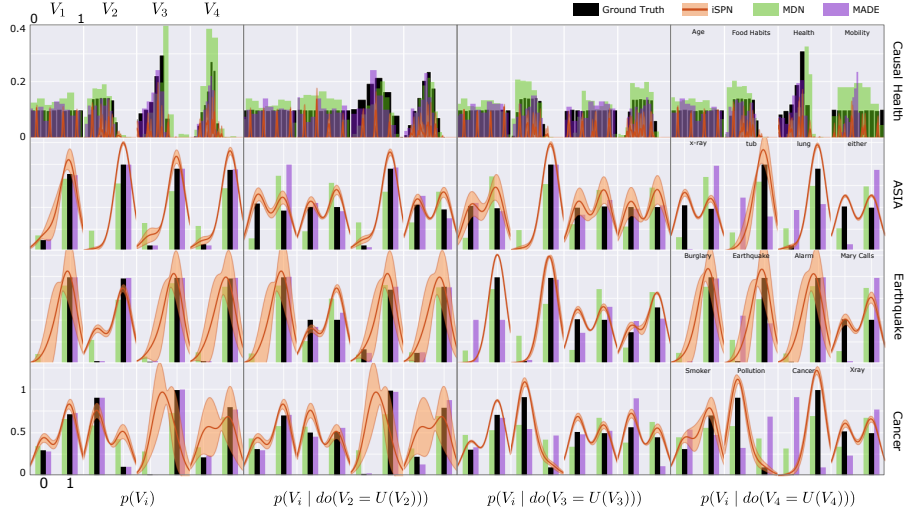 V₁ V₂ V₃ V₄
Ground Truth iSPN MDN MADE
0 1
0.4
0.2
0
Age Food Habits Health Mobility
Causal Health
x-ray tub lung either
ASIA
Burglary Earthquake Alarm Mary Calls
Earthquake
Smoker Pollution Cancer Xray
Cancer
1
0.5
0
0 1
p(Vᵢ) p(Vᵢ | do(V₂ = U(V₂))) p(Vᵢ | do(V₃ = U(V₃))) p(Vᵢ | do(V₄ = U(V₄)))